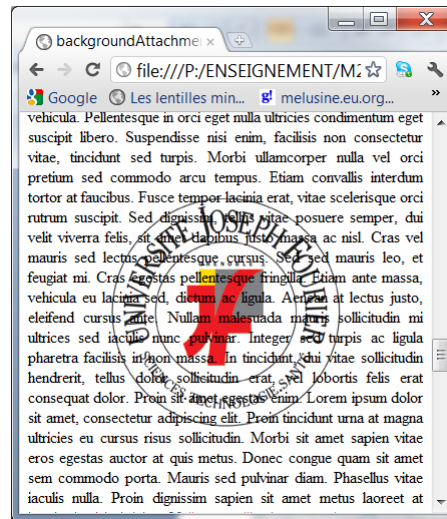 backgroundAttachme
file:///P:/ENSEIGNEMENT/M2
Google Les lentilles min... melusine.eu.org... »
vehicula. Pellentesque in orci eget nulla ultricies condimentum eget
suscipit libero. Suspendisse nisi enim, facilisis non consectetur
vitae, tincidunt sed turpis. Morbi ullamcorper nulla vel orci
pretium sed commodo arcu tempus. Etiam convallis interdum
tortor at faucibus. Fusce tempor lacinia erat, vitae scelerisque orci
rutrum suscipit. Sed dignissim, tellus vitae posuere semper, dui
velit viverra felis, sit amet dapibus justo massa ac nisl. Cras vel
mauris sed lectus pellentesque cursus. Sed sed mauris leo, et
feugiat mi. Cras egestas pellentesque fringilla. Etiam ante massa,
vehicula eu lacinia sed, dictum ac ligula. Aenean at lectus justo,
eleifend cursus ante. Nullam malesuada mauris sollicitudin mi
ultrices sed iaculis nunc pulvinar. Integer sed turpis ac ligula
pharetra facilisis in non massa. In tincidunt dui vitae sollicitudin
hendrerit, tellus dolor sollicitudin erat, vel lobortis felis erat
consequat dolor. Proin sit amet egestas enim. Lorem ipsum dolor
sit amet, consectetur adipiscing elit. Proin tincidunt urna at magna
ultricies eu cursus risus sollicitudin. Morbi sit amet sapien vitae
eros egestas auctor at quis metus. Donec congue quam sit amet
sem commodo porta. Mauris sed pulvinar diam. Phasellus vitae
iaculis nulla. Proin dignissim sapien sit amet metus laoreet at
UNIVERSITE JOSEPH FOURIER
SCIENCES. TECHNOLOGIE. SANTE